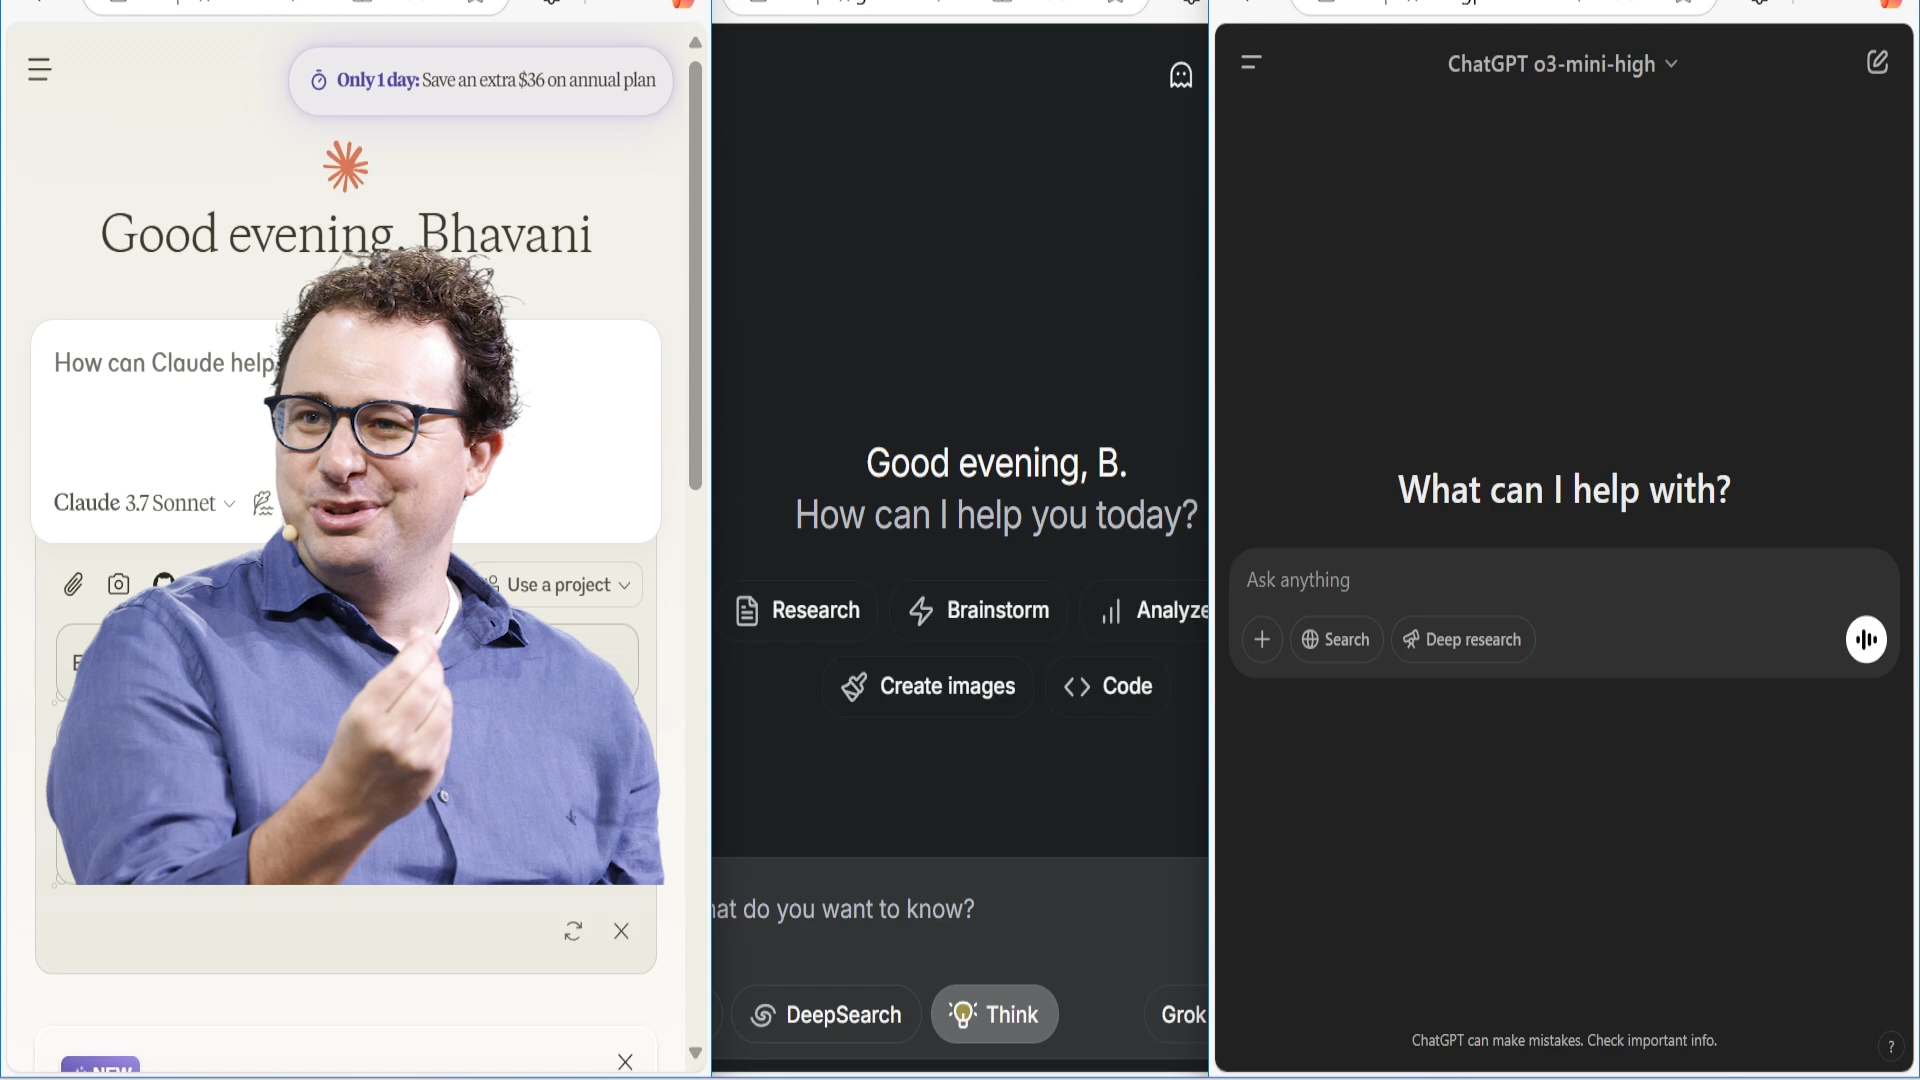 Only 1 day: Save an extra $36 on annual plan
Good evening, Bhavani
How can Claude help
Claude 3.7 Sonnet
Use a project
NEW
Good evening, B.
How can I help you today?
Research
Brainstorm
Analyze
Create images
Code
do you want to know?
DeepSearch
Think
Grok
ChatGPT o3-mini-high
What can I help with?
Ask anything
Search
Deep research
ChatGPT can make mistakes. Check important info.
?